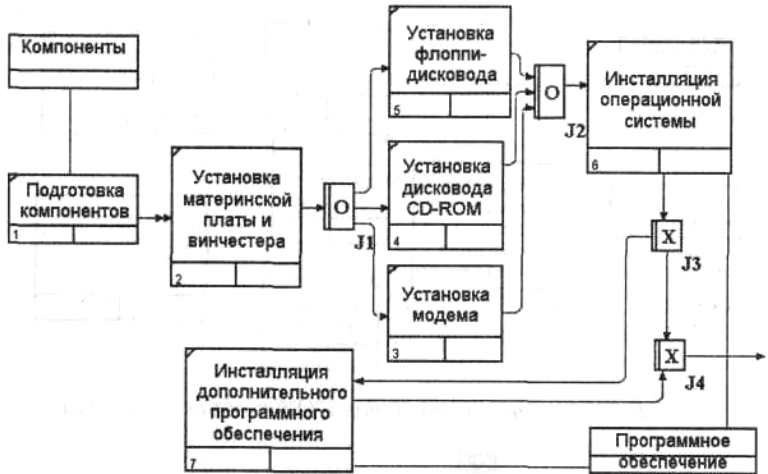 Компоненты
Подготовка
компонентов
1
Установка
материнской
платы и
винчестера
2
O
J1
Установка
флоппи-
дисковода
5
Установка
дисковода
CD-ROM
4
Установка
модема
3
O
J2
Инсталляция
операционной
системы
6
X
J3
X
J4
Инсталляция
дополнительного
программного
обеспечения
7
Программное
обеспечение